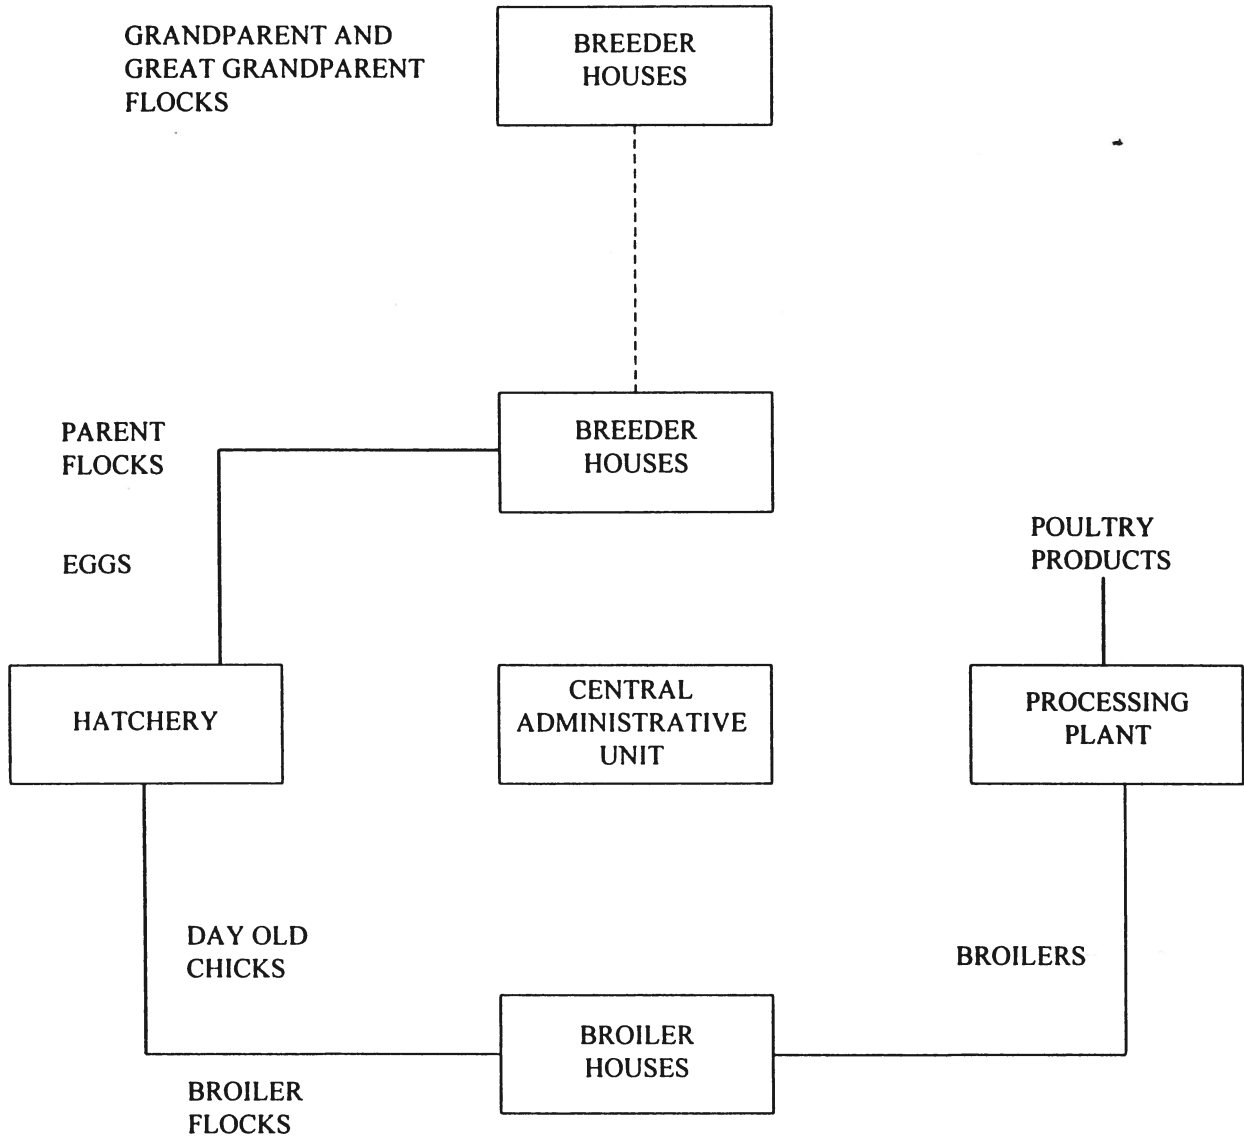 GRANDPARENT AND
GREAT GRANDPARENT
FLOCKS
BREEDER
HOUSES
PARENT
FLOCKS
BREEDER
HOUSES
EGGS
POULTRY
PRODUCTS
HATCHERY
CENTRAL
ADMINISTRATIVE
UNIT
PROCESSING
PLANT
DAY OLD
CHICKS
BROILERS
BROILER
HOUSES
BROILER
FLOCKS